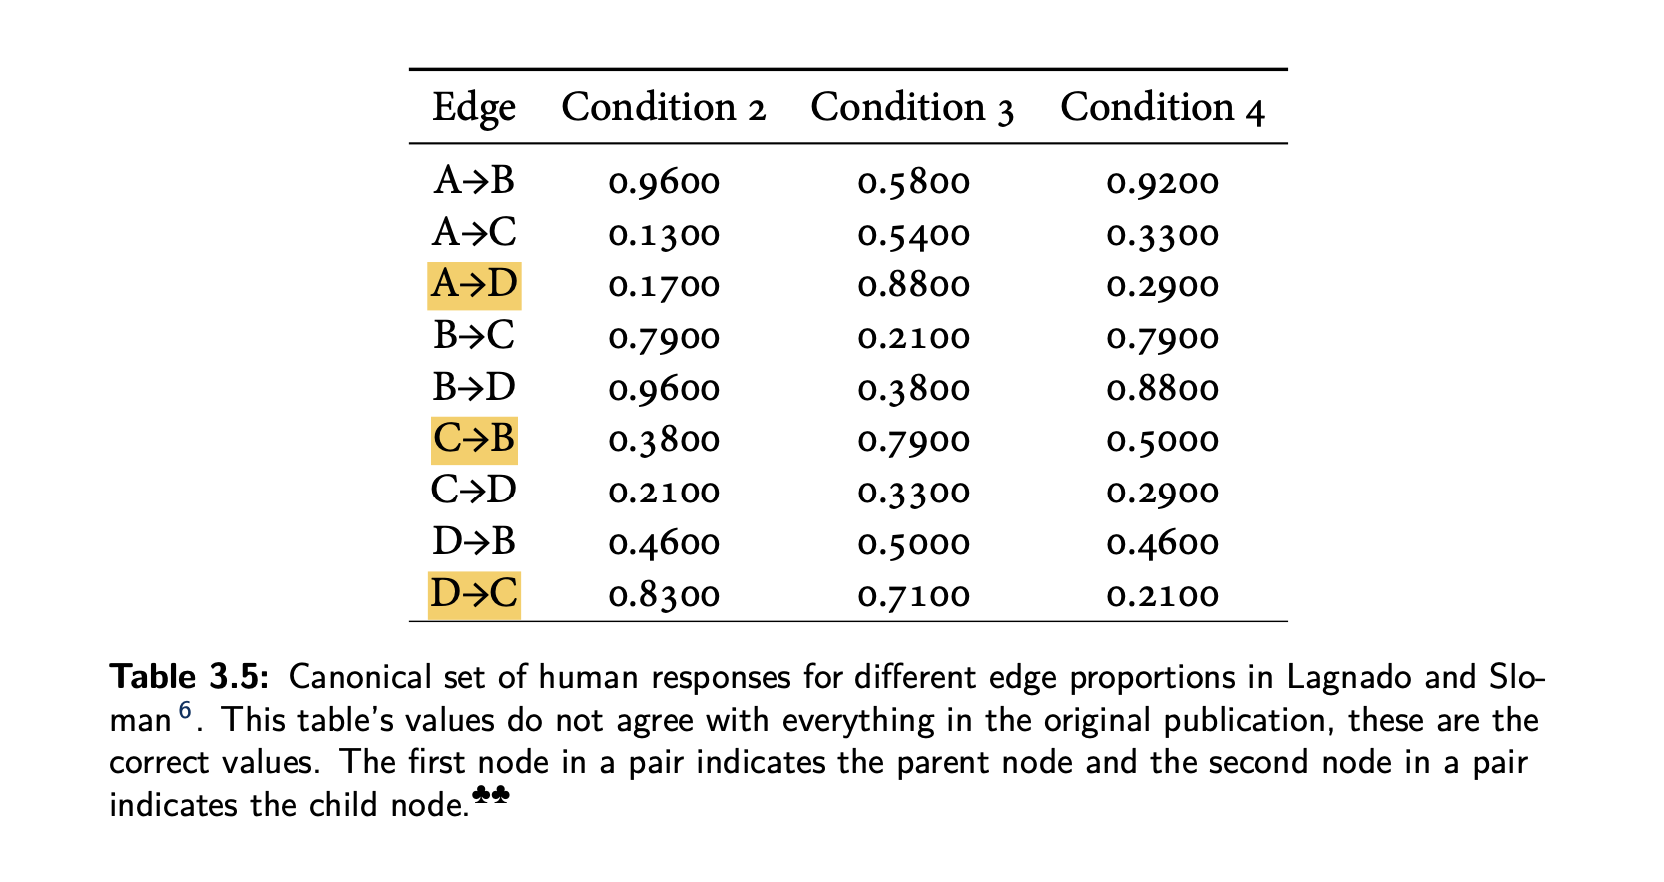 Edge Condition 2 Condition 3 Condition 4
A→B 0.9600 0.5800 0.9200
A→C 0.1300 0.5400 0.3300
A→D 0.1700 0.8800 0.2900
B→C 0.7900 0.2100 0.7900
B→D 0.9600 0.3800 0.8800
C→B 0.3800 0.7900 0.5000
C→D 0.2100 0.3300 0.2900
D→B 0.4600 0.5000 0.4600
D→C 0.8300 0.7100 0.2100
Table 3.5: Canonical set of human responses for different edge proportions in Lagnado and Slo-
man 6. This table's values do not agree with everything in the original publication, these are the
correct values. The first node in a pair indicates the parent node and the second node in a pair
indicates the child node.♣♣